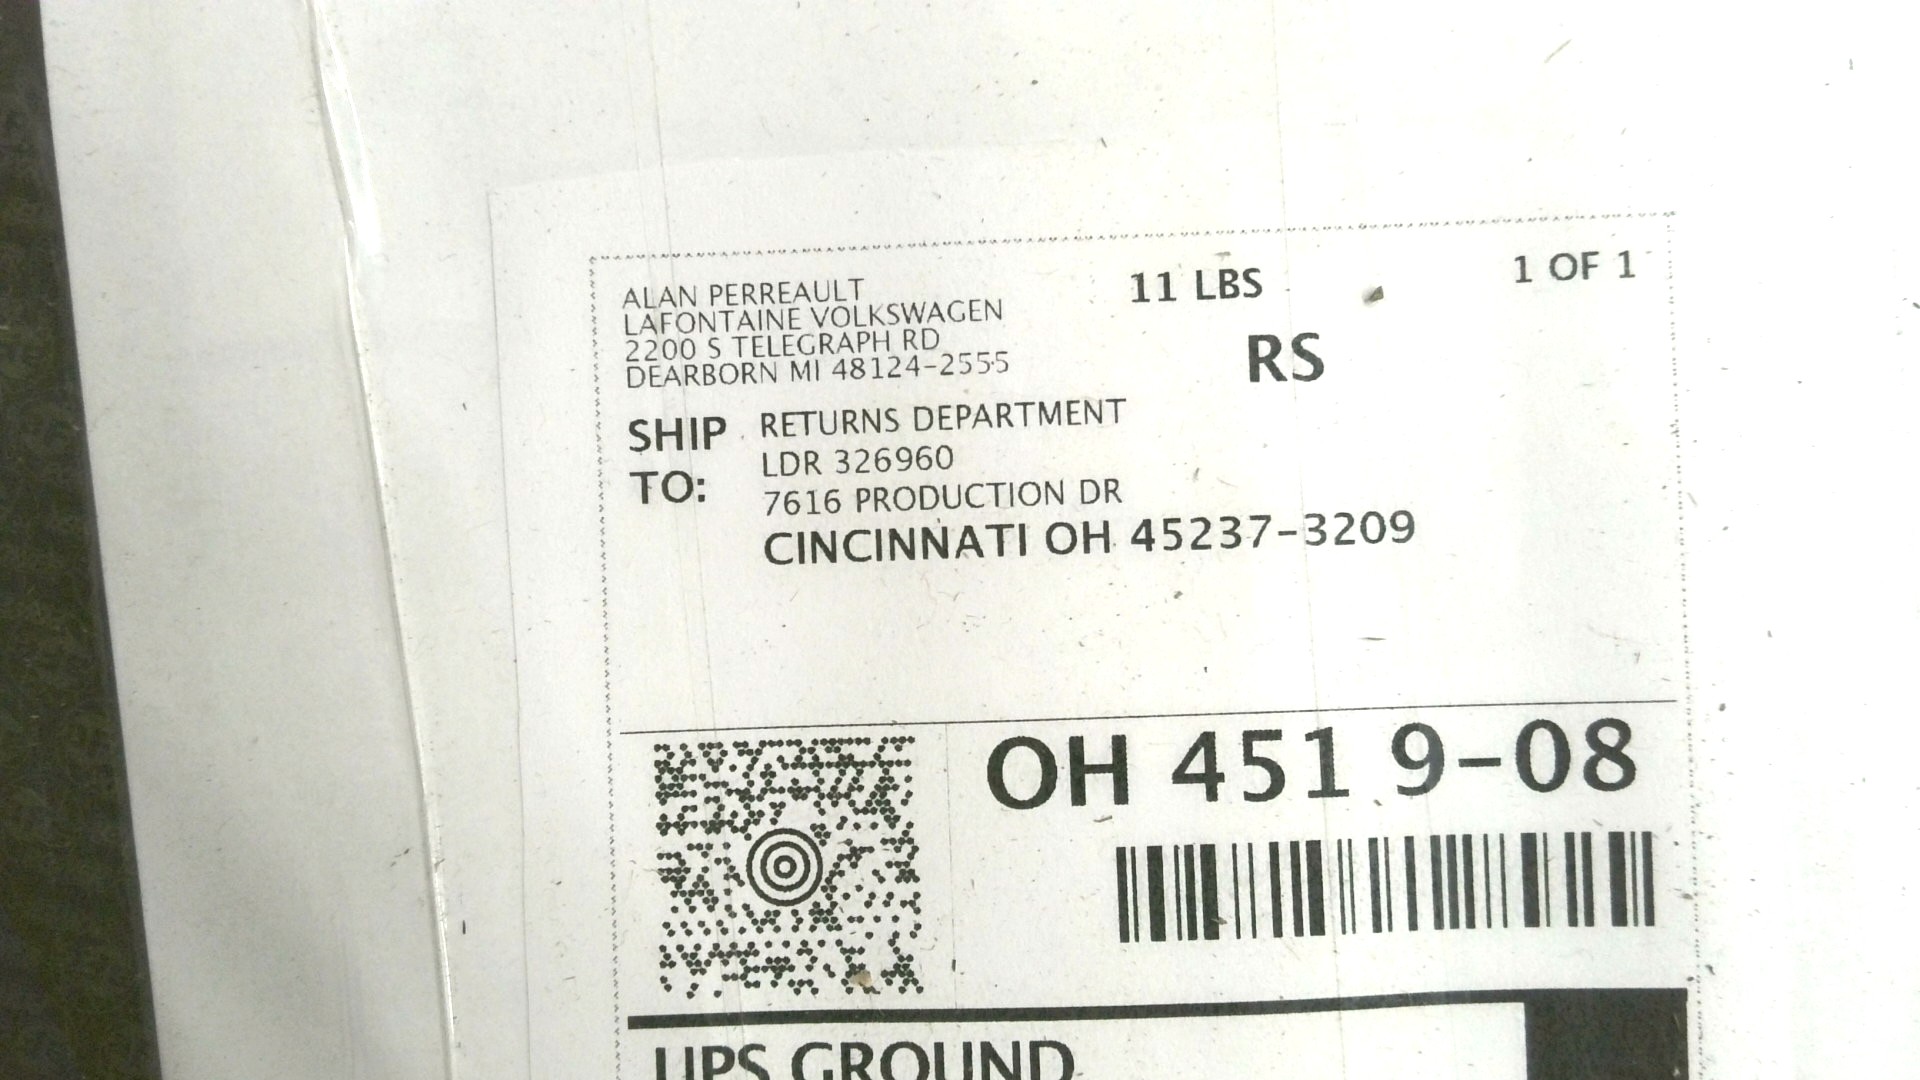 ALAN PERREAULT
LAFONTAINE VOLKSWAGEN
2200 S TELEGRAPH RD
DEARBORN MI 48124-2555
11 LBS
1 OF 1
RS
SHIP TO:
RETURNS DEPARTMENT
LDR 326960
7616 PRODUCTION DR
CINCINNATI OH 45237-3209
OH 451 9-08
UPS GROUND